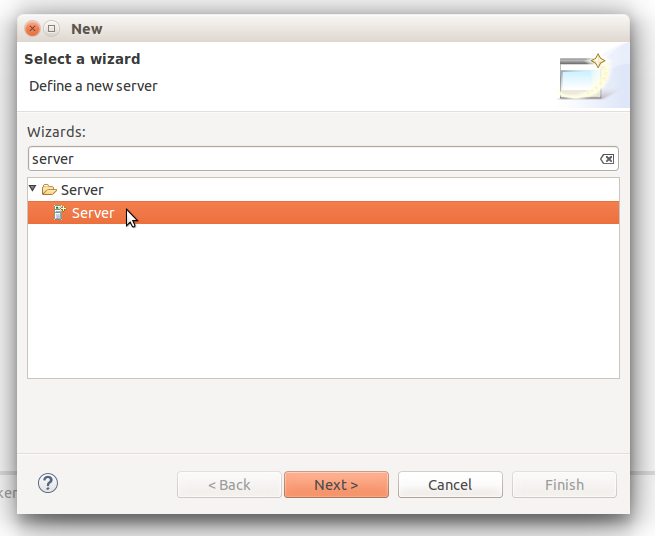 New
Select a wizard
Define a new server
Wizards:
server
Server
Server
< Back Next > Cancel Finish